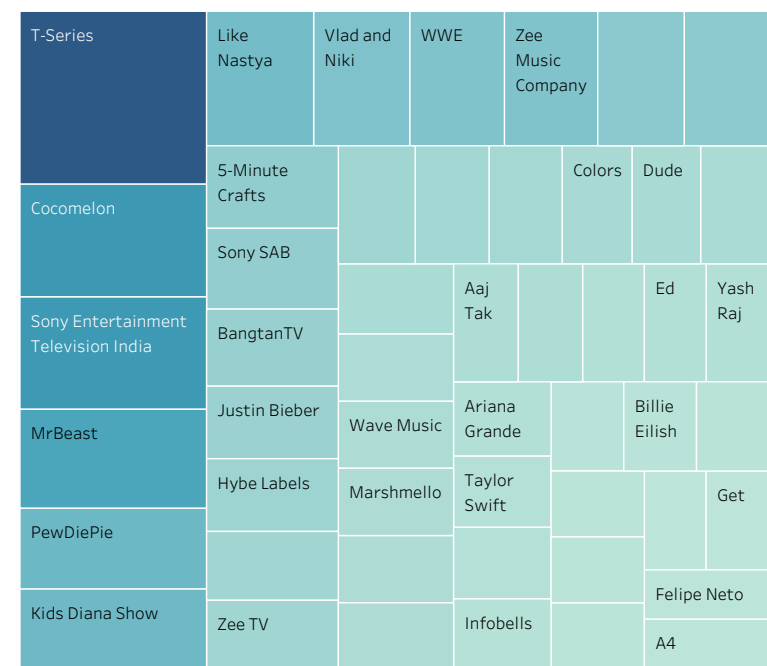 T-Series
Cocomelon
Sony Entertainment
Television India
MrBeast
PewDiePie
Kids Diana Show
Like
Nastya
Vlad and
Niki
WWE
Zee
Music
Company
5-Minute
Crafts
Sony SAB
BangtanTV
Justin Bieber
Hybe Labels
Zee TV
Colors
Dude
Wave Music
Marshmello
Aaj
Tak
Ed
Yash
Raj
Ariana
Grande
Taylor
Swift
Infobells
Billie
Eilish
Get
Felipe Neto
A4